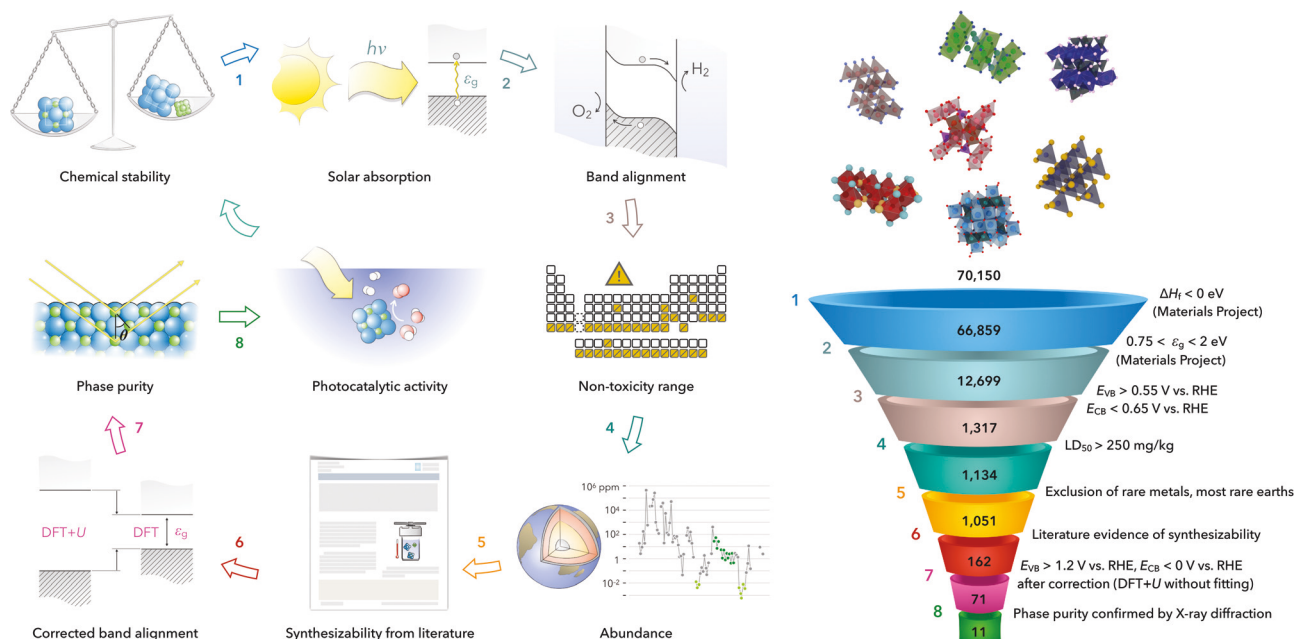 1
hν
εg
2
H2
O2
Chemical stability
Solar absorption
Band alignment
3
!
θ
8
Phase purity
Photocatalytic activity
Non-toxicity range
7
4
DFT+U
DFT
εg
6
5
10⁶ ppm
10⁴
10²
1
10⁻²
Corrected band alignment
Synthesizability from literature
Abundance
70,150
1
ΔHf < 0 eV
(Materials Project)
66,859
2
0.75 < εg < 2 eV
(Materials Project)
12,699
3
EVB > 0.55 V vs. RHE
ECB < 0.65 V vs. RHE
1,317
4
LD50 > 250 mg/kg
1,134
5
Exclusion of rare metals, most rare earths
1,051
6
Literature evidence of synthesizability
162
7
EVB > 1.2 V vs. RHE, ECB < 0 V vs. RHE
after correction (DFT+U without fitting)
71
8
Phase purity confirmed by X-ray diffraction
11